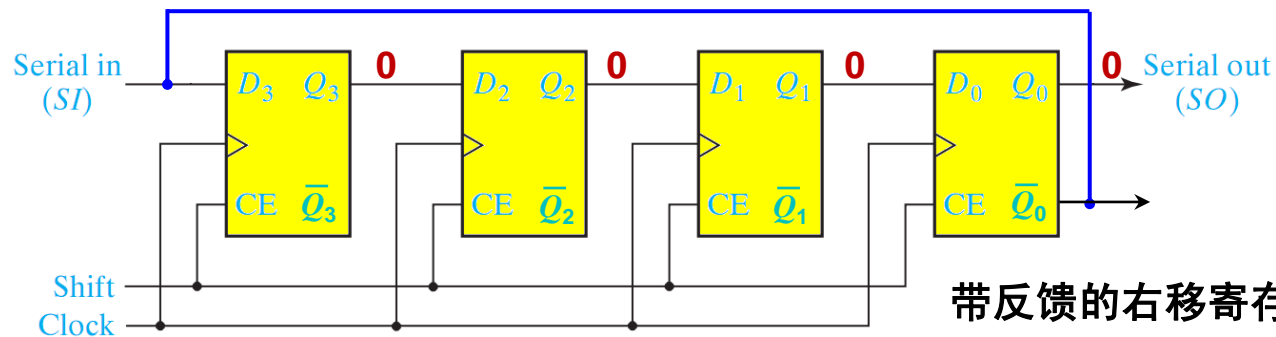 Serial in
(SI)
D₃ Q₃ 0 D₂ Q₂ 0 D₁ Q₁ 0 D₀ Q₀ 0
Serial out
(SO)
CE Q̅₃ CE Q̅₂ CE Q̅₁ CE Q̅₀
Shift
Clock
带反馈的右移寄存